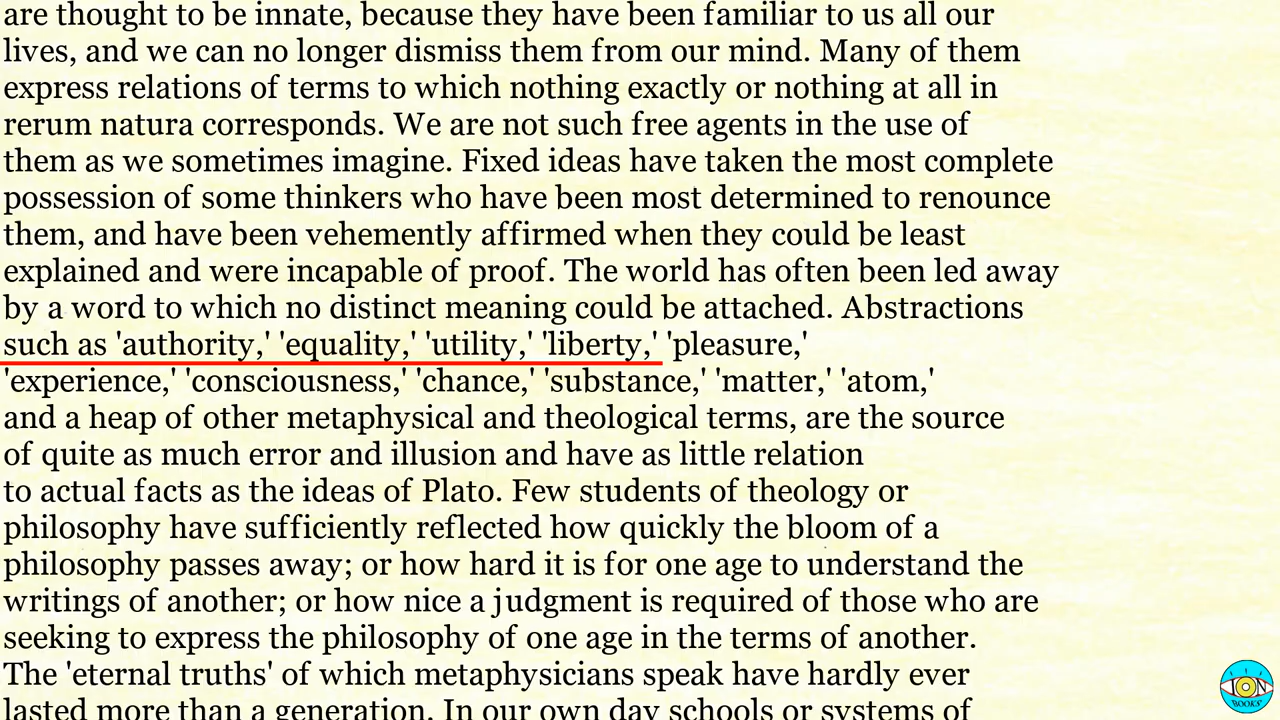 are thought to be innate, because they have been familiar to us all our
lives, and we can no longer dismiss them from our mind. Many of them
express relations of terms to which nothing exactly or nothing at all in
rerum natura corresponds. We are not such free agents in the use of
them as we sometimes imagine. Fixed ideas have taken the most complete
possession of some thinkers who have been most determined to renounce
them, and have been vehemently affirmed when they could be least
explained and were incapable of proof. The world has often been led away
by a word to which no distinct meaning could be attached. Abstractions
such as 'authority,' 'equality,' 'utility,' 'liberty,' 'pleasure,'
'experience,' 'consciousness,' 'chance,' 'substance,' 'matter,' 'atom,'
and a heap of other metaphysical and theological terms, are the source
of quite as much error and illusion and have as little relation
to actual facts as the ideas of Plato. Few students of theology or
philosophy have sufficiently reflected how quickly the bloom of a
philosophy passes away; or how hard it is for one age to understand the
writings of another; or how nice a judgment is required of those who are
seeking to express the philosophy of one age in the terms of another.
The 'eternal truths' of which metaphysicians speak have hardly ever
lasted more than a generation. In our own day schools or systems of
ION
BOOKS